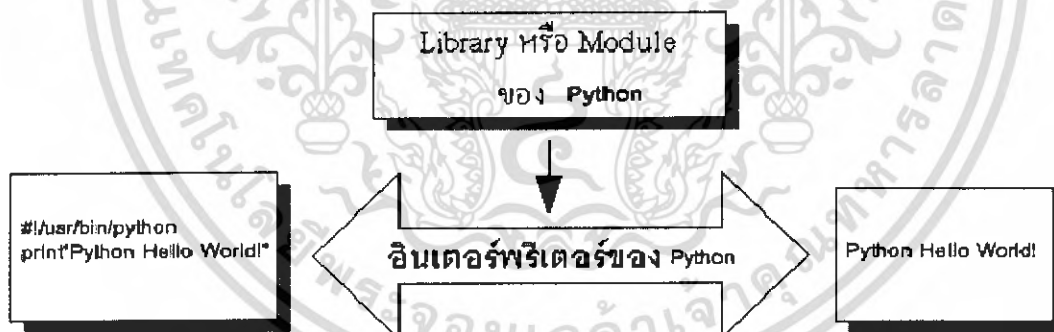 Library หรือ Module
ของ Python
#!/usr/bin/python
print"Python Hello World!"
อินเตอร์พรีเตอร์ของ Python
Python Hello World!